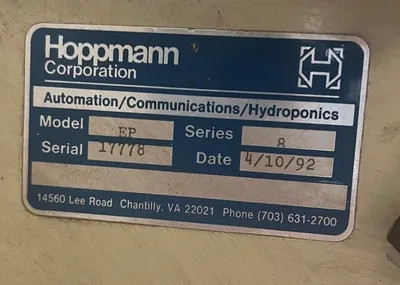 Hoppmann
Corporation
Automation/Communications/Hydroponics
Model EP Series 8
Serial 17778 Date 4/10/92
14560 Lee Road Chantilly, VA 22021 Phone (703) 631-2700